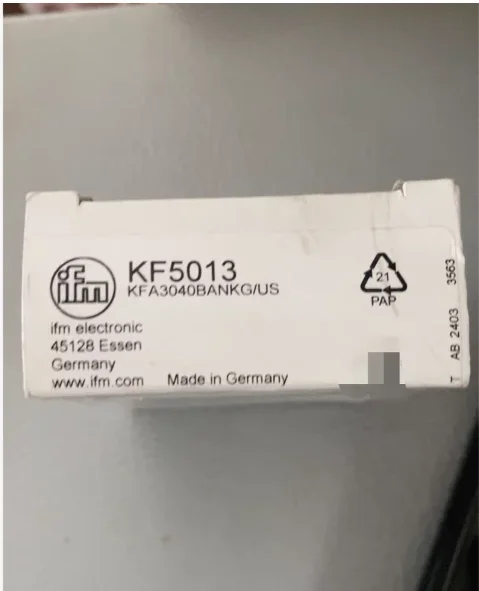 ifm
KF5013
KFA3040BANKG/US
ifm electronic
45128 Essen
Germany
www.ifm.com Made in Germany
21
PAP
T AB 2403 3563